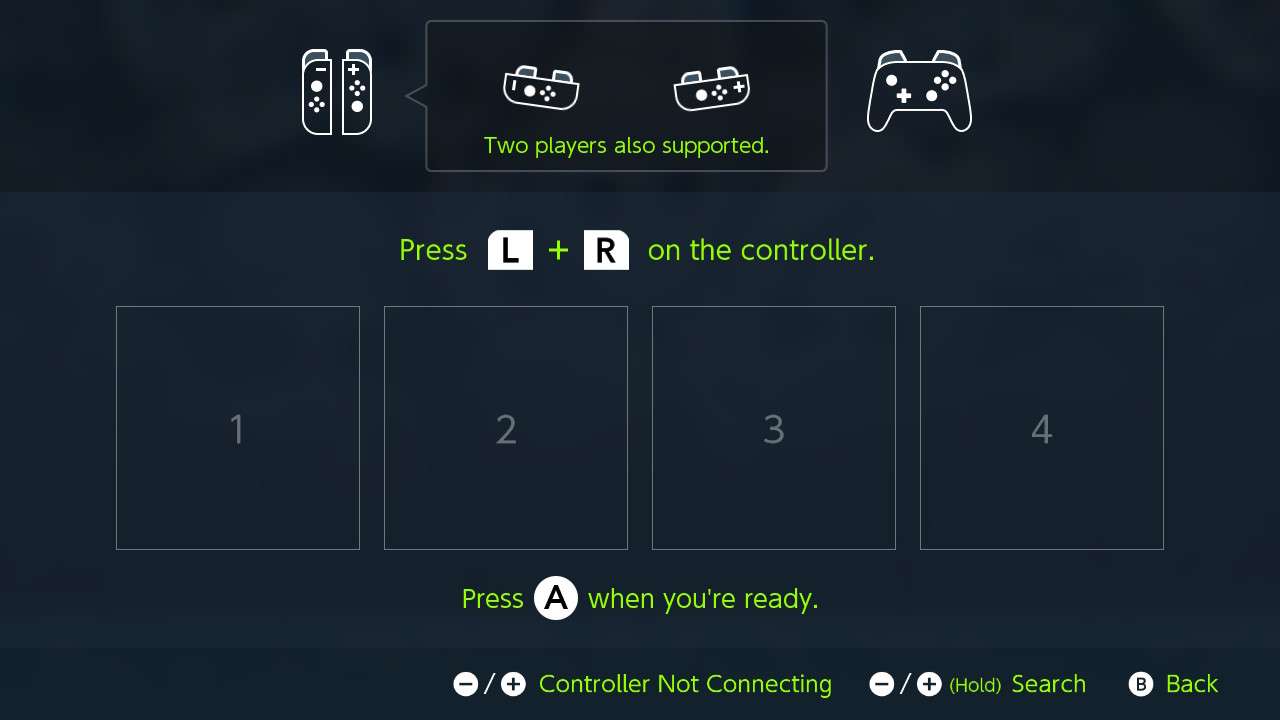 Two players also supported.
Press L + R on the controller.
1 2 3 4
Press A when you're ready.
−/+ Controller Not Connecting −/+ (Hold) Search B Back